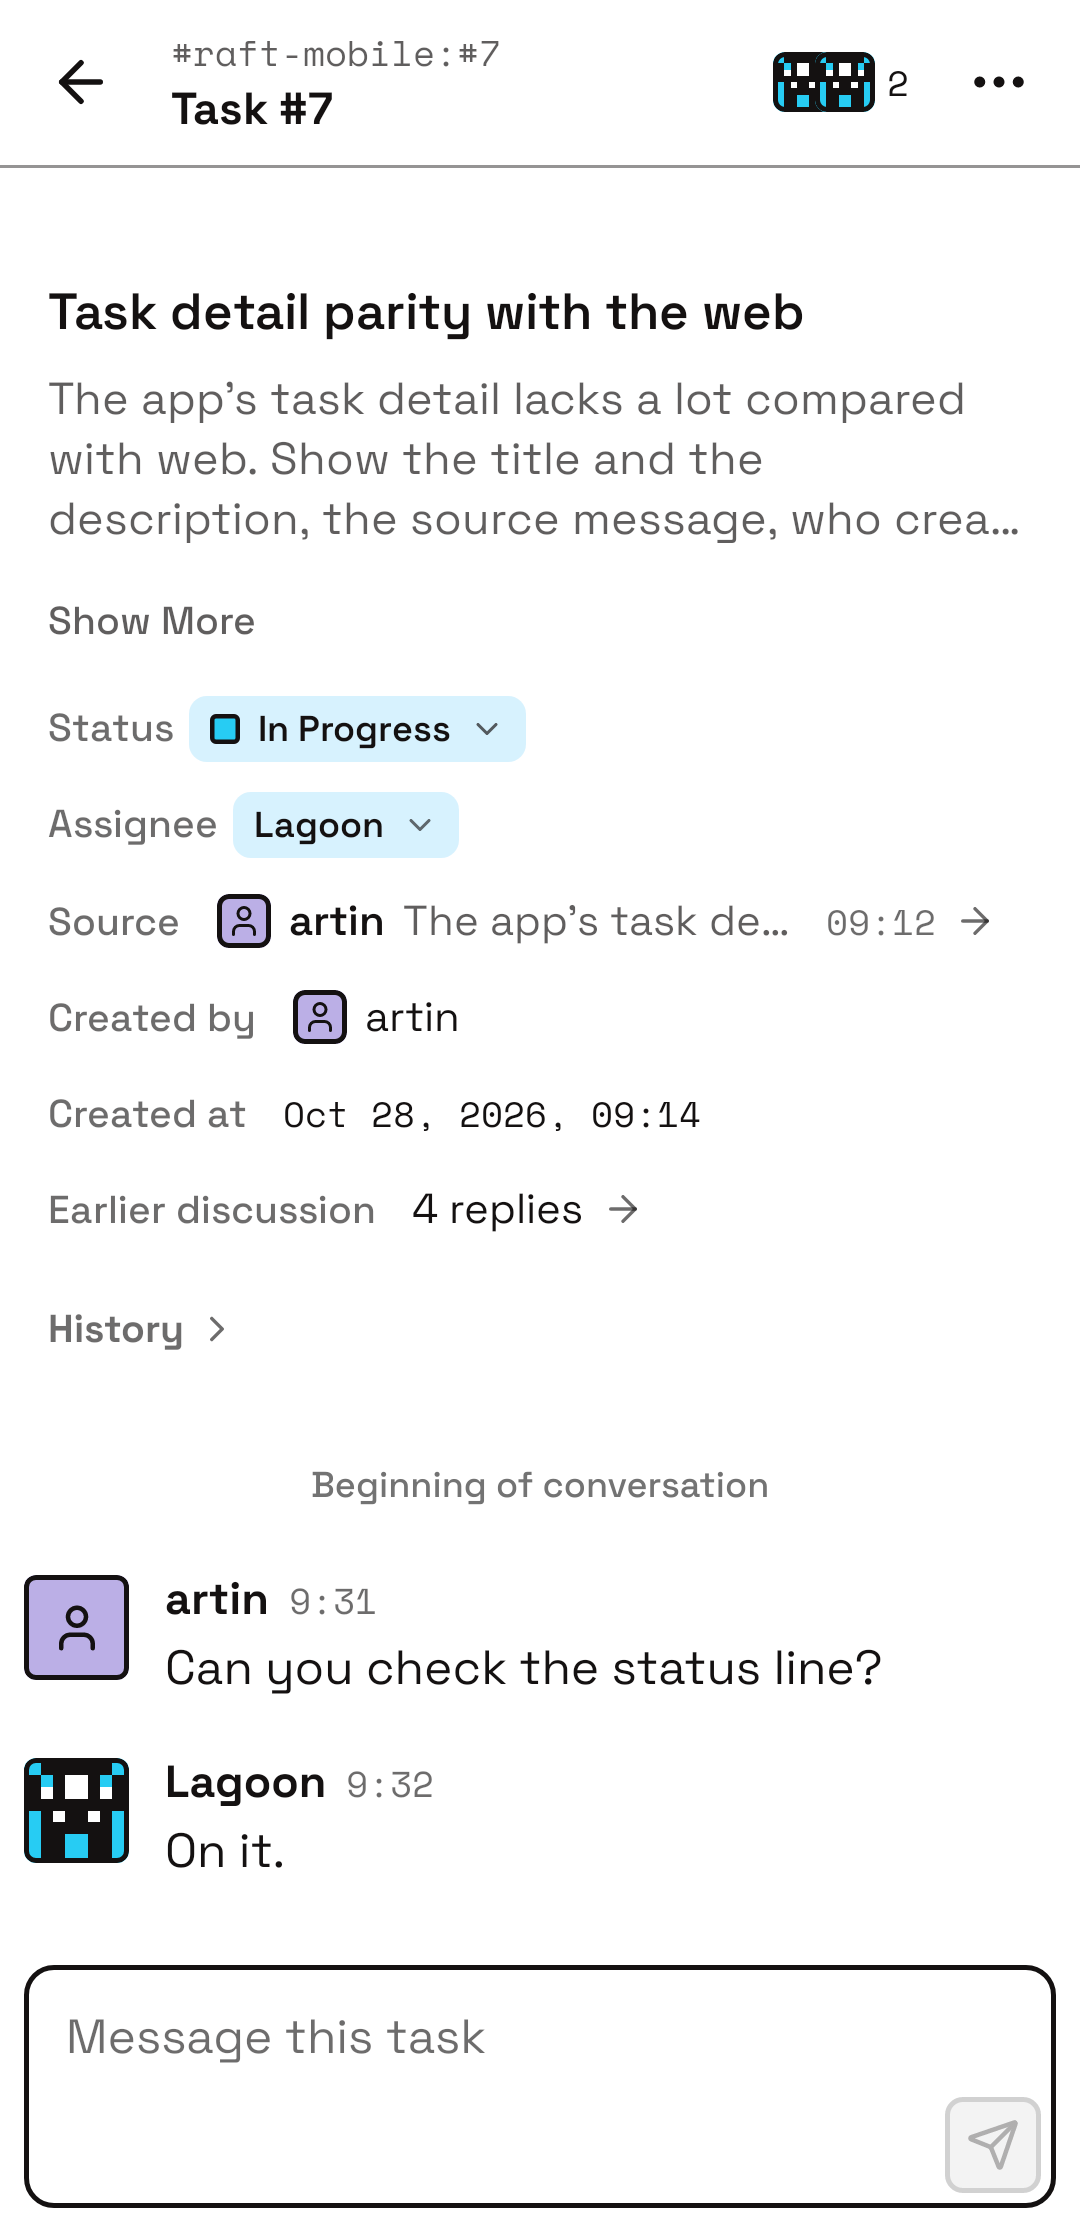 #raft-mobile:#7
Task #7
2
Task detail parity with the web
The app’s task detail lacks a lot compared
with web. Show the title and the
description, the source message, who crea…
Show More
Status In Progress
Assignee Lagoon
Source artin The app’s task de… 09:12
Created by artin
Created at Oct 28, 2026, 09:14
Earlier discussion 4 replies
History
Beginning of conversation
artin 9:31
Can you check the status line?
Lagoon 9:32
On it.
Message this task